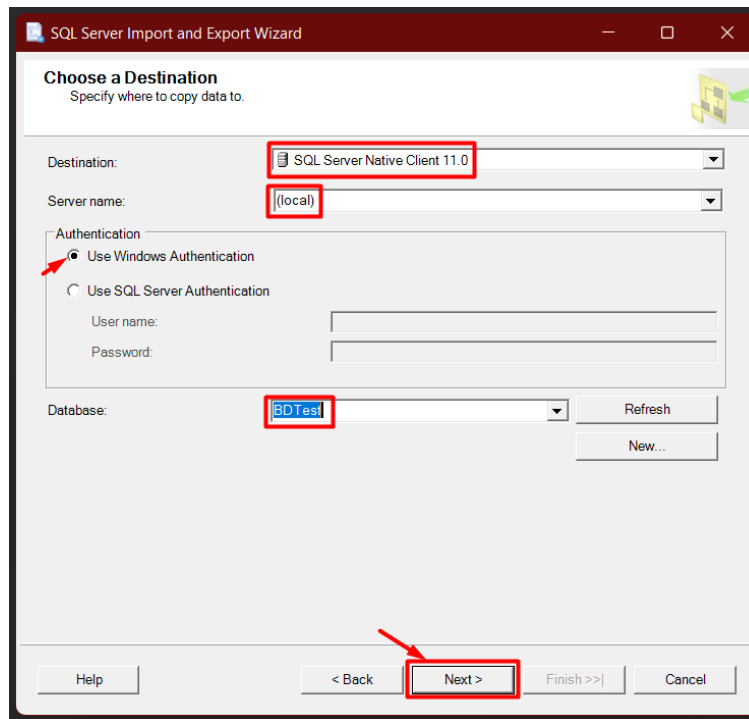 SQL Server Import and Export Wizard
Choose a Destination
Specify where to copy data to.
Destination:
SQL Server Native Client 11.0
Server name:
(local)
Authentication
Use Windows Authentication
Use SQL Server Authentication
User name:
Password:
Database:
BDTest
Refresh
New...
Help
< Back
Next >
Finish >>|
Cancel